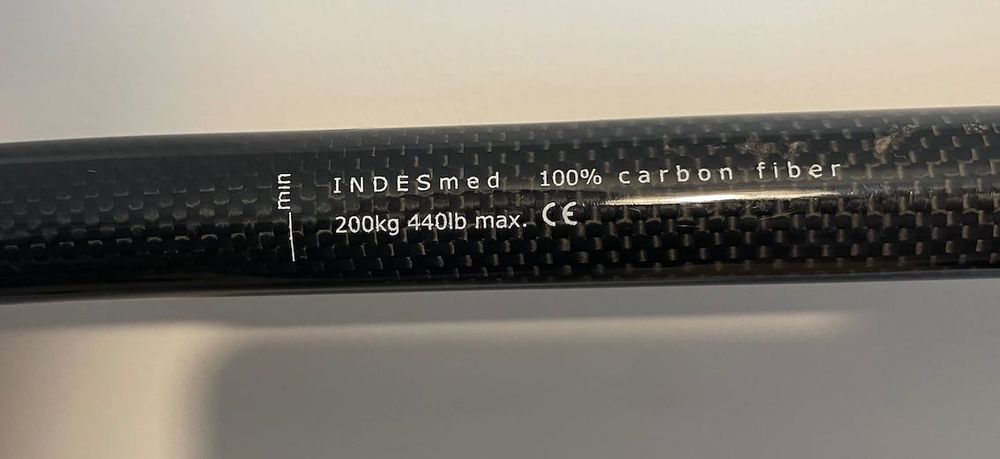 min
INDESmed 100% carbon fiber
200kg 440lb max. CE